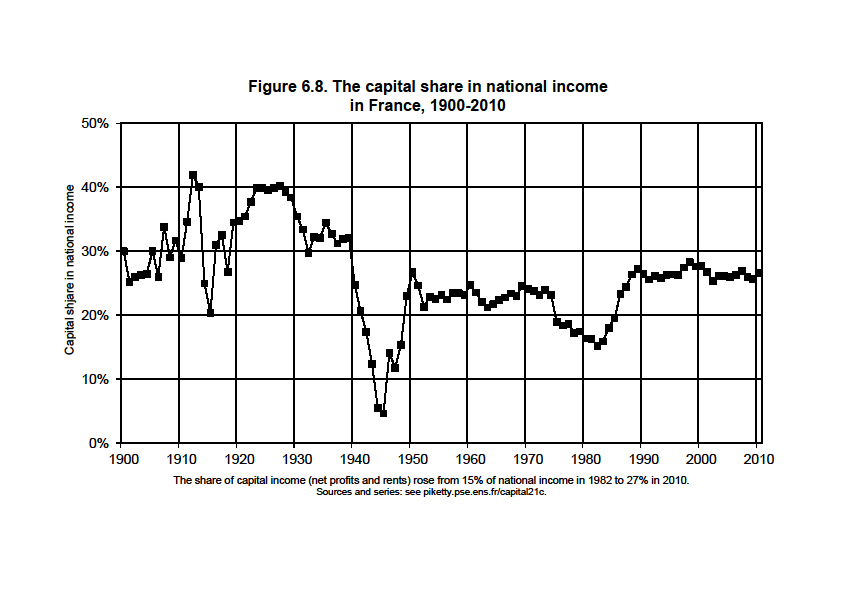 Figure 6.8. The capital share in national income
in France, 1900-2010
50%
40%
30%
20%
10%
0%
Capital shjare in national income
1900 1910 1920 1930 1940 1950 1960 1970 1980 1990 2000 2010
The share of capital income (net profits and rents) rose from 15% of national income in 1982 to 27% in 2010.
Sources and series: see piketty.pse.ens.fr/capital21c.